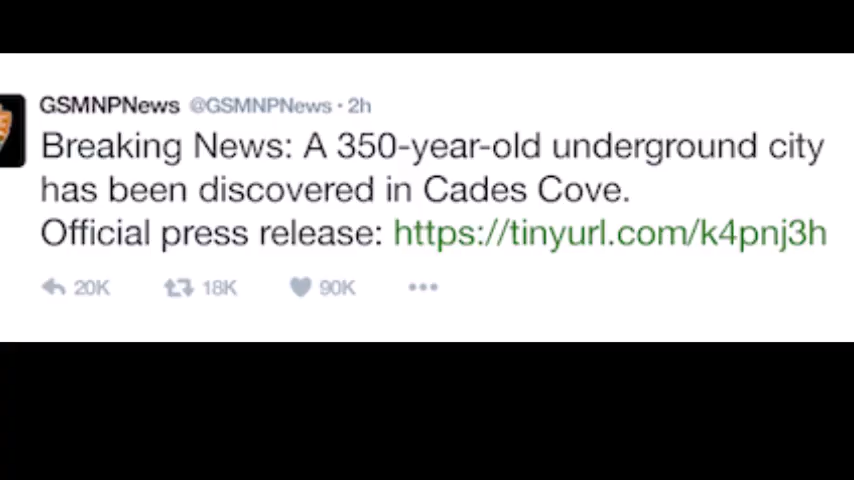 GSMNPNews @GSMNPNews · 2h
Breaking News: A 350-year-old underground city
has been discovered in Cades Cove.
Official press release: https://tinyurl.com/k4pnj3h
20K 18K 90K